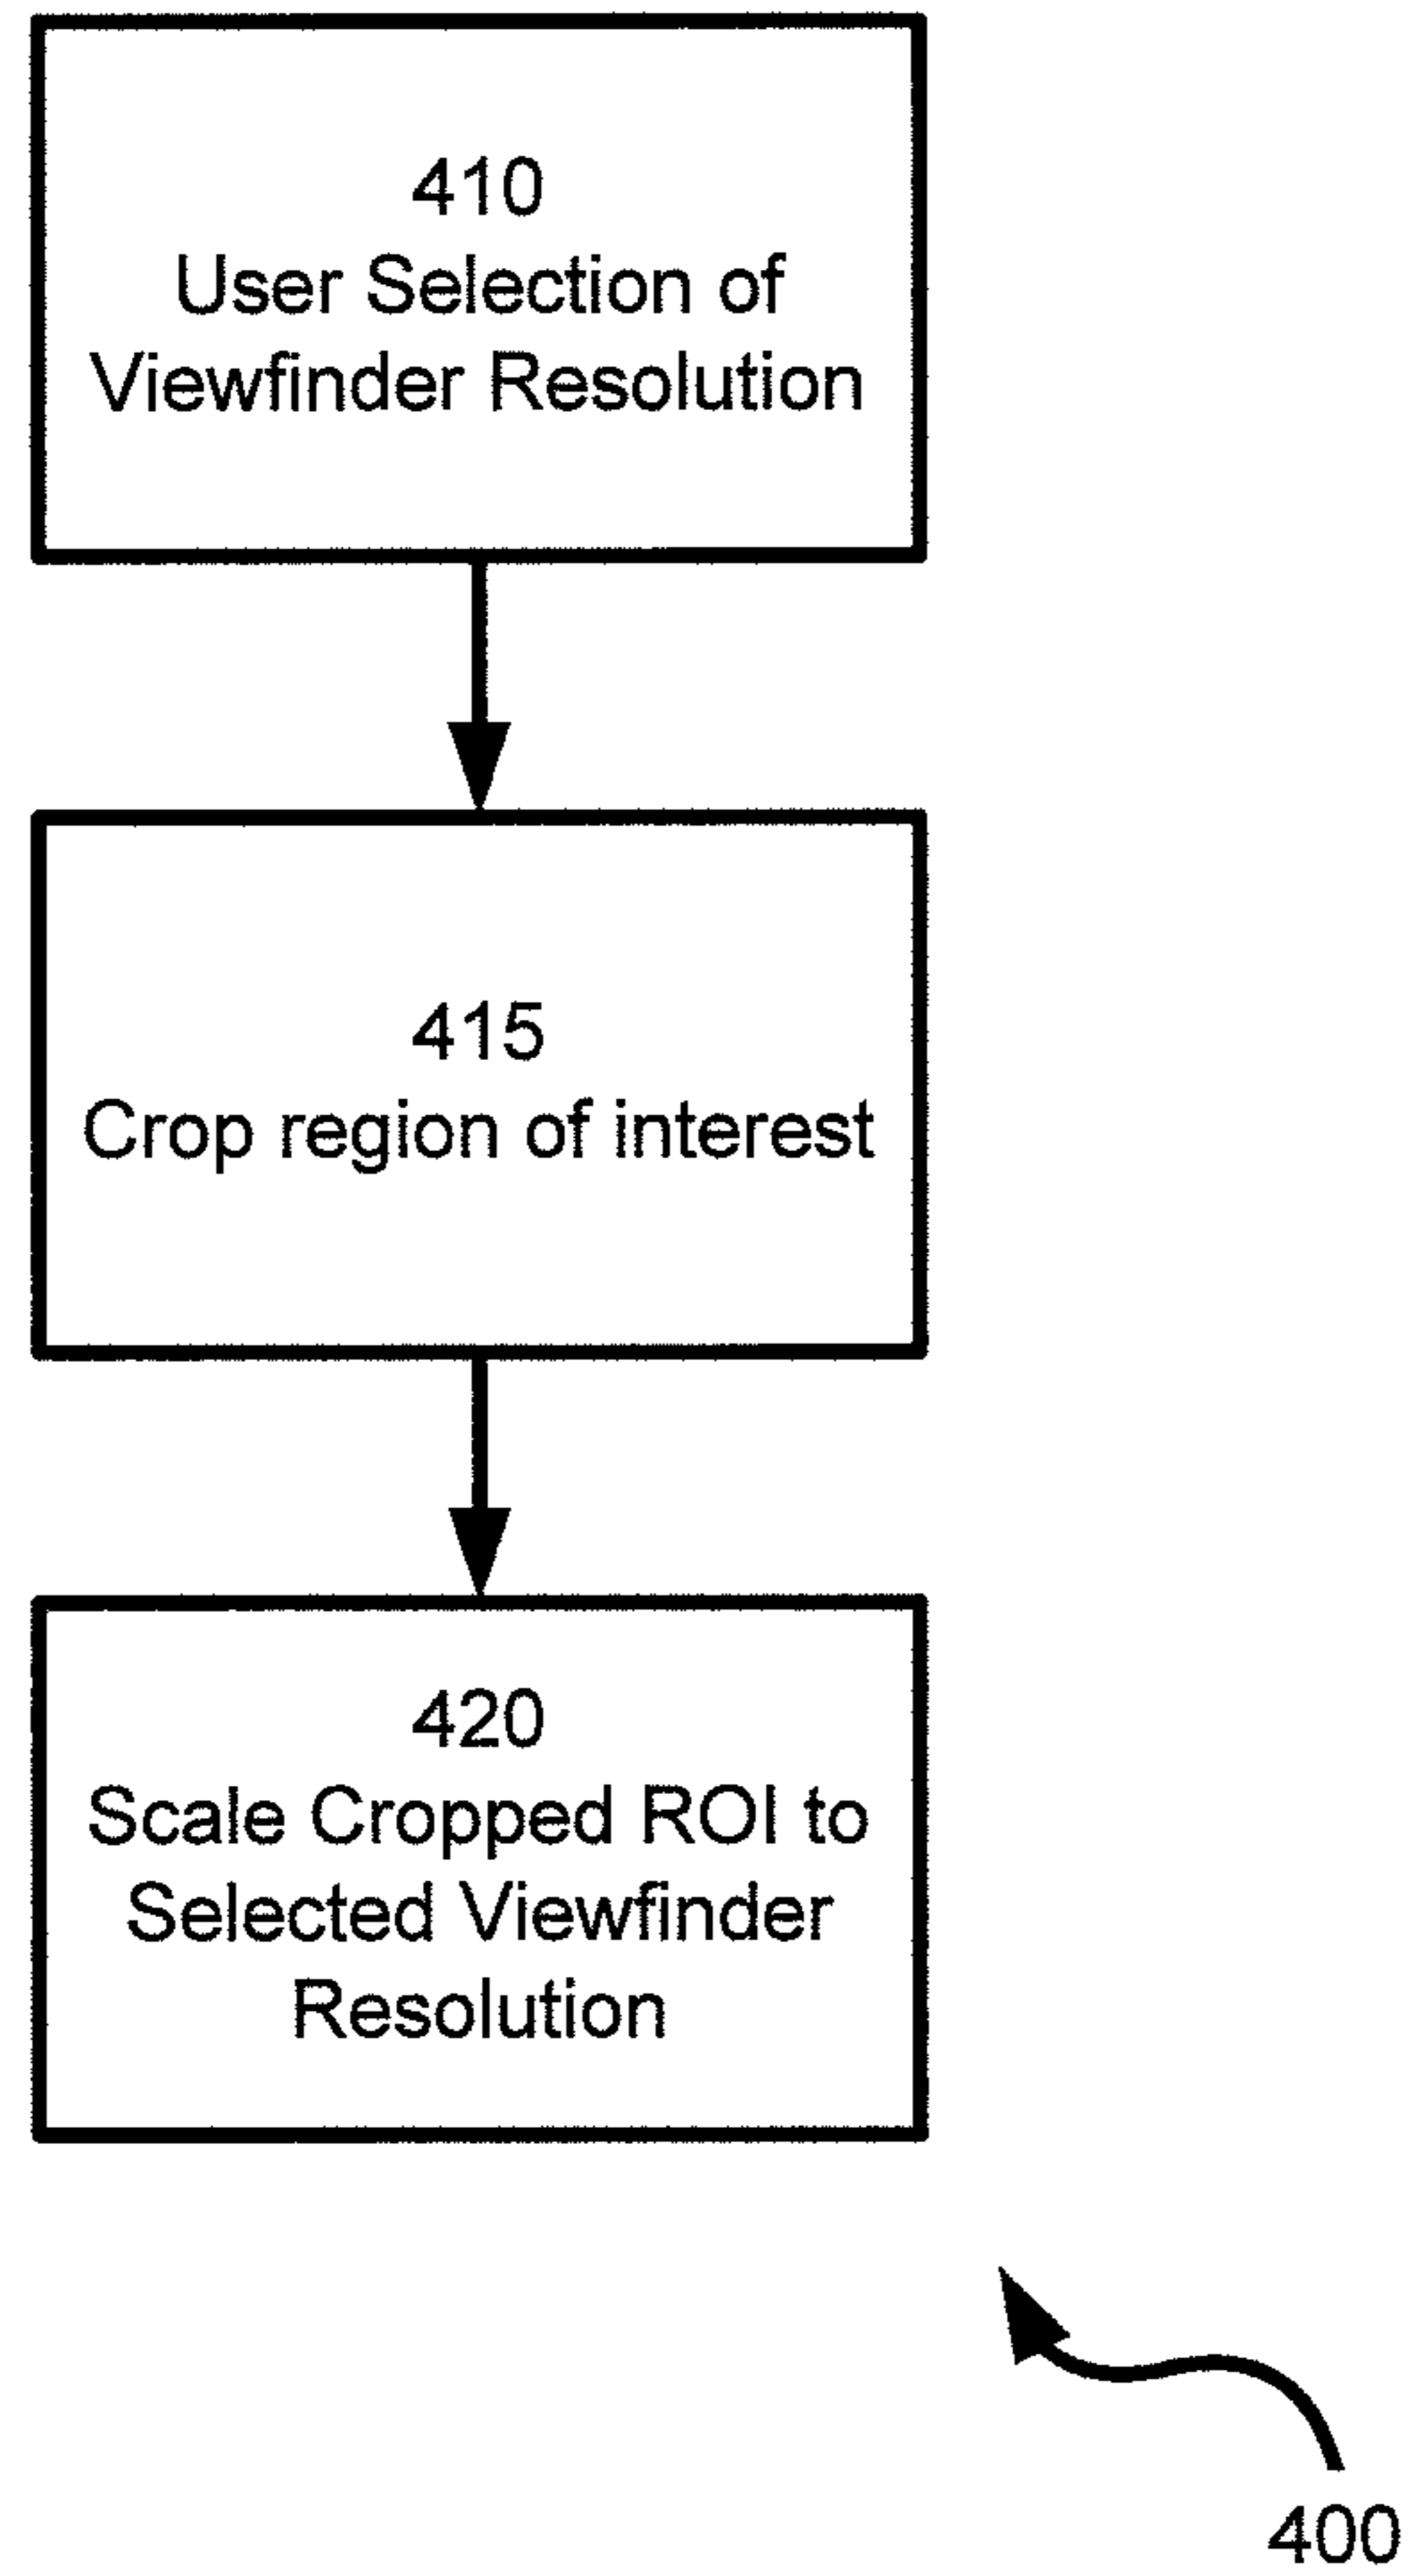 410
User Selection of
Viewfinder Resolution
415
Crop region of interest
420
Scale Cropped ROI to
Selected Viewfinder
Resolution
400